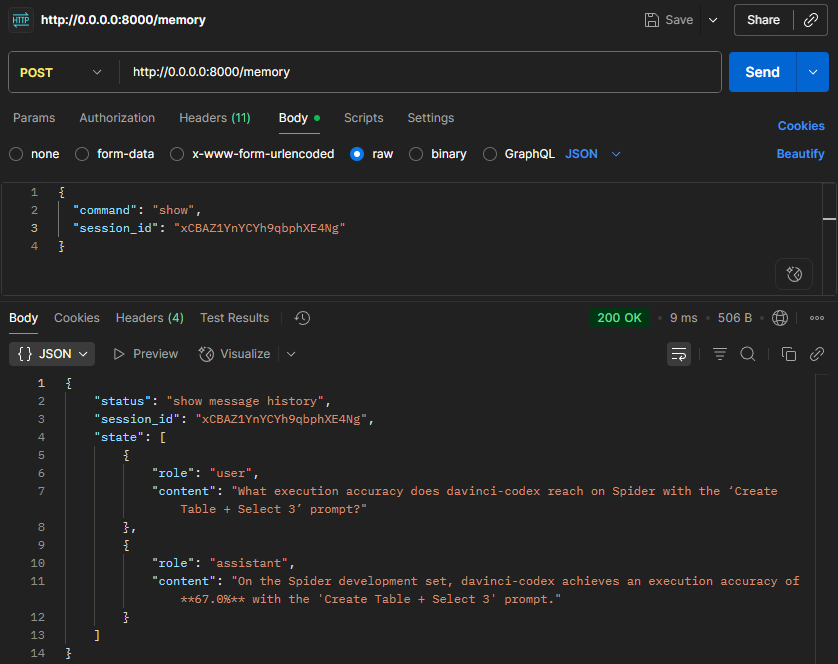 HTTP http://0.0.0.0:8000/memory Save Share
POST http://0.0.0.0:8000/memory Send
Params Authorization Headers (11) Body Scripts Settings Cookies
none form-data x-www-form-urlencoded raw binary GraphQL JSON Beautify
1 {
2 "command": "show",
3 "session_id": "xCBAZ1YnYCYh9qbphXE4Ng"
4 }
Body Cookies Headers (4) Test Results 200 OK • 9 ms • 506 B •
{} JSON Preview Visualize
1 {
2 "status": "show message history",
3 "session_id": "xCBAZ1YnYCYh9qbphXE4Ng",
4 "state": [
5 {
6 "role": "user",
7 "content": "What execution accuracy does davinci-codex reach on Spider with the ‘Create
Table + Select 3’ prompt?"
8 },
9 {
10 "role": "assistant",
11 "content": "On the Spider development set, davinci-codex achieves an execution accuracy of
**67.0%** with the 'Create Table + Select 3' prompt."
12 }
13 ]
14 }